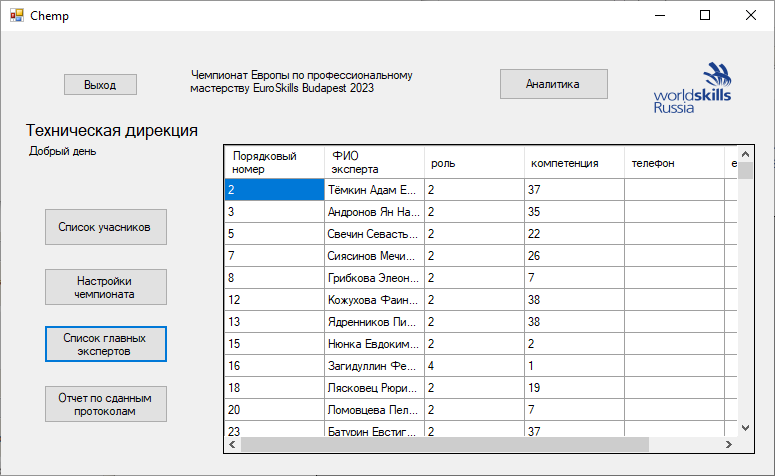 Chemp
Выход
Чемпионат Европы по профессиональному
мастерству EuroSkills Budapest 2023
Аналитика
worldskills
Russia
Техническая дирекция
Добрый день
Список учасников
Настройки
чемпионата
Список главных
экспертов
Отчет по сданным
протоколам
Порядковый номер ФИО эксперта роль компетенция телефон e
2 Тёмкин Адам Е... 2 37
3 Андронов Ян На... 2 35
5 Свечин Севасть... 2 22
7 Сиясинов Мечи... 2 26
8 Грибкова Элеон... 2 7
12 Кожухова Фаин... 2 38
13 Ядренников Пи... 2 38
15 Нюнка Евдоким... 2 2
16 Загидуллин Фе... 4 1
18 Лясковец Рюри... 2 19
20 Ломовцева Пел... 2 7
23 Батурин Евстиг... 2 37